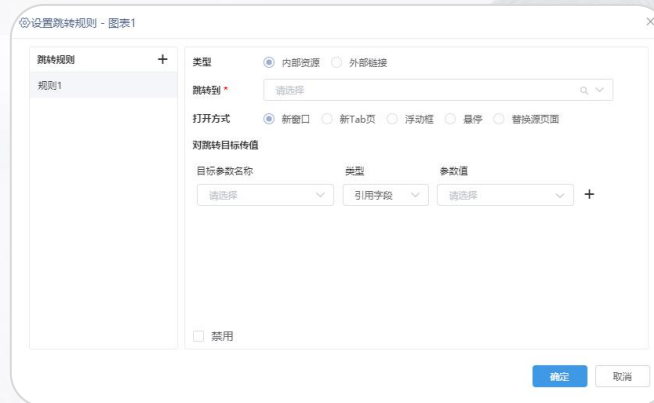 设置跳转规则 - 图表1
跳转规则 +
规则1
类型 内部资源 外部链接
跳转到 * 请选择
打开方式 新窗口 新Tab页 浮动框 悬停 替换源页面
对跳转目标传值
目标参数名称 类型 参数值
请选择 引用字段 请选择 +
禁用
确定 取消